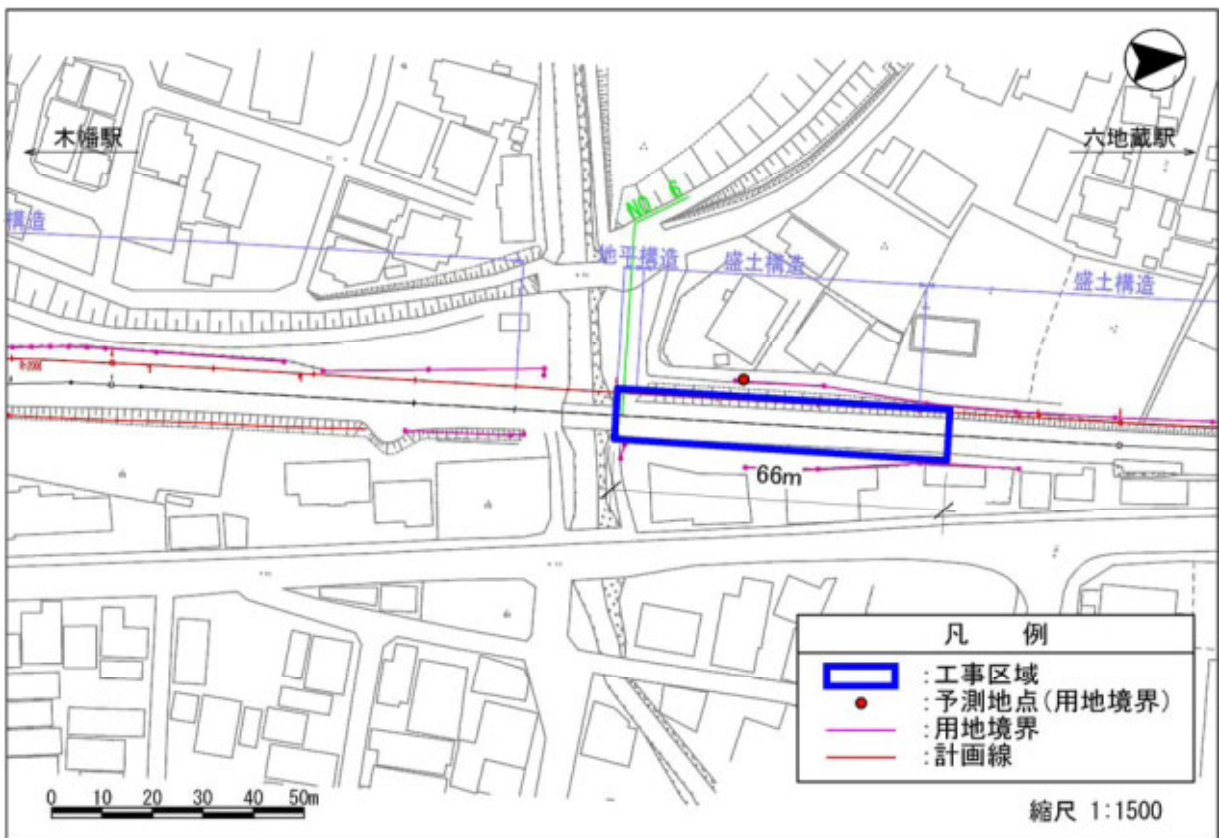 木幡駅
六地蔵駅
NO 6
構造
地平構造
盛土構造
盛土構造
R=200
66m
凡 例
:工事区域
:予測地点(用地境界)
:用地境界
:計画線
0 10 20 30 40 50m
縮尺 1:1500